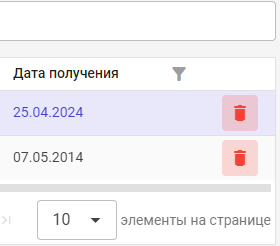 Дата получения
25.04.2024
07.05.2014
10 элементы на странице